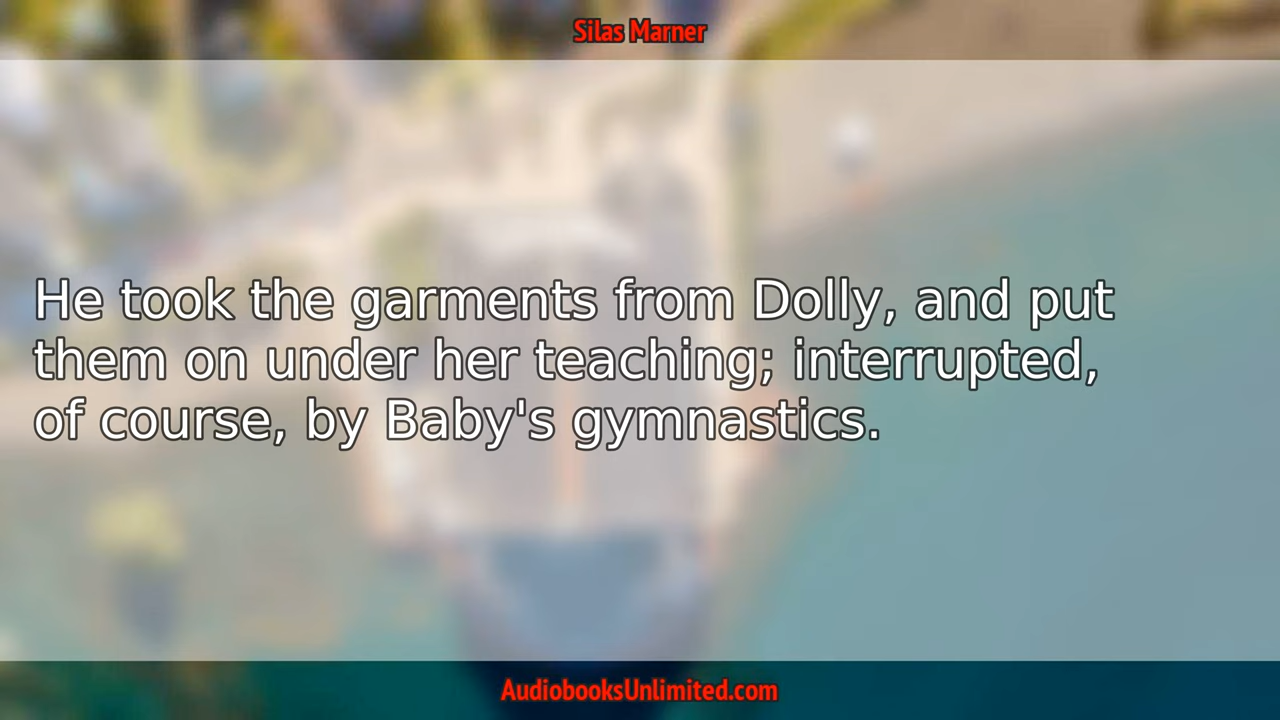 Silas Marner
He took the garments from Dolly, and put
them on under her teaching; interrupted,
of course, by Baby's gymnastics.
AudiobooksUnlimited.com